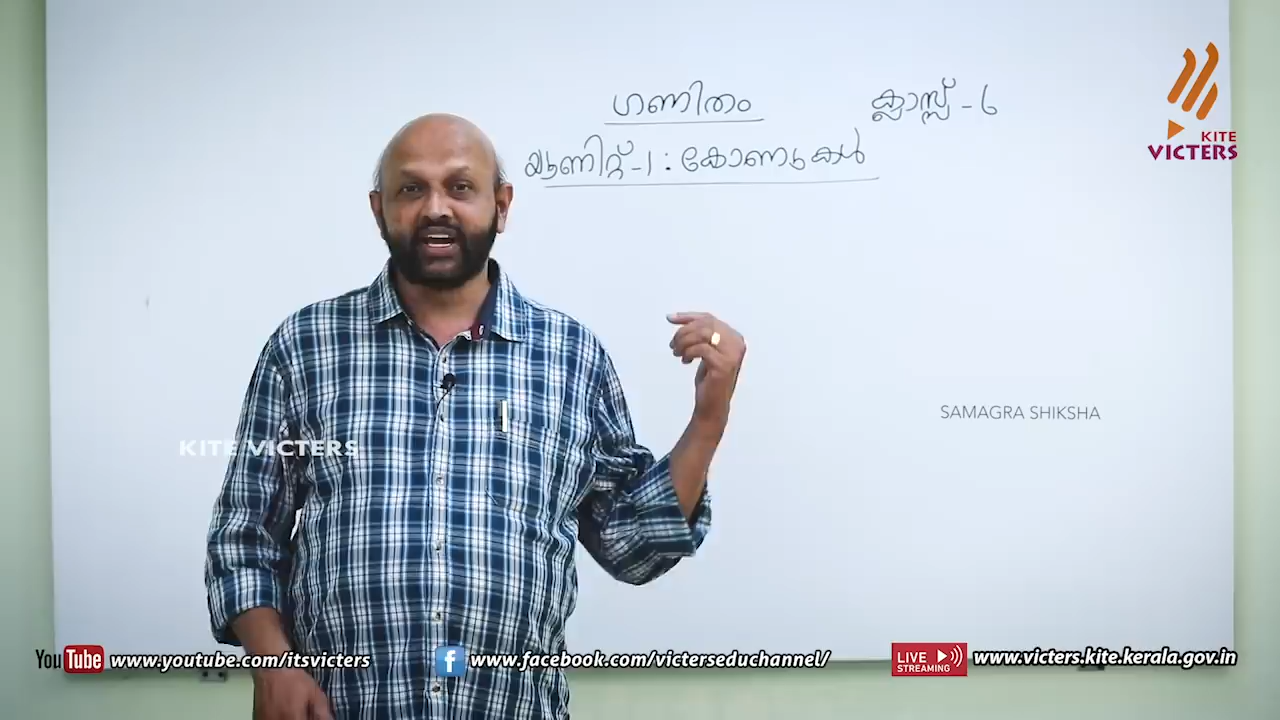 ഗണിതം ക്ലാസ്സ് - 6
യൂണിറ്റ് - 1 : കോണുകൾ
KITE
VICTERS
SAMAGRA SHIKSHA
KITE VICTERS
YouTube www.youtube.com/itsvicters f www.facebook.com/victerseduchannel/ LIVE STREAMING www.victers.kite.kerala.gov.in